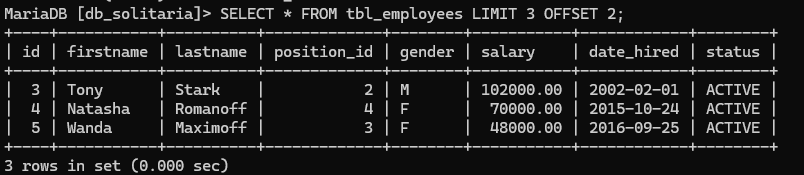 MariaDB [db_solitaria]> SELECT * FROM tbl_employees LIMIT 3 OFFSET 2;
+----+-----------+----------+-------------+--------+-----------+------------+--------+
| id | firstname | lastname | position_id | gender | salary    | date_hired | status |
+----+-----------+----------+-------------+--------+-----------+------------+--------+
|  3 | Tony      | Stark    |           2 | M      | 102000.00 | 2002-02-01 | ACTIVE |
|  4 | Natasha   | Romanoff |           4 | F      |  70000.00 | 2015-10-24 | ACTIVE |
|  5 | Wanda     | Maximoff |           3 | F      |  48000.00 | 2016-09-25 | ACTIVE |
+----+-----------+----------+-------------+--------+-----------+------------+--------+
3 rows in set (0.000 sec)